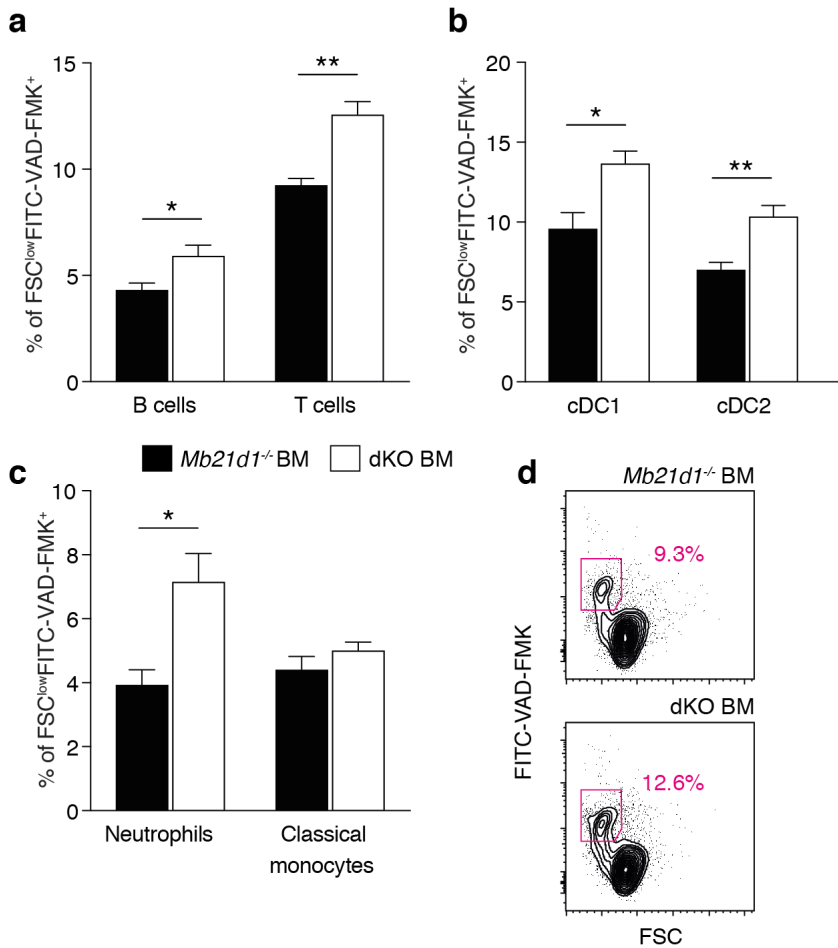 a
% of FSClowFITC-VAD-FMK+
15
10
5
0
*
**
B cells
T cells
b
% of FSClowFITC-VAD-FMK+
20
15
10
5
0
*
**
cDC1
cDC2
Mb21d1-/- BM
dKO BM
c
% of FSClowFITC-VAD-FMK+
10
8
6
4
2
0
*
Neutrophils
Classical
monocytes
d
Mb21d1-/- BM
9.3%
dKO BM
12.6%
FITC-VAD-FMK
FSC